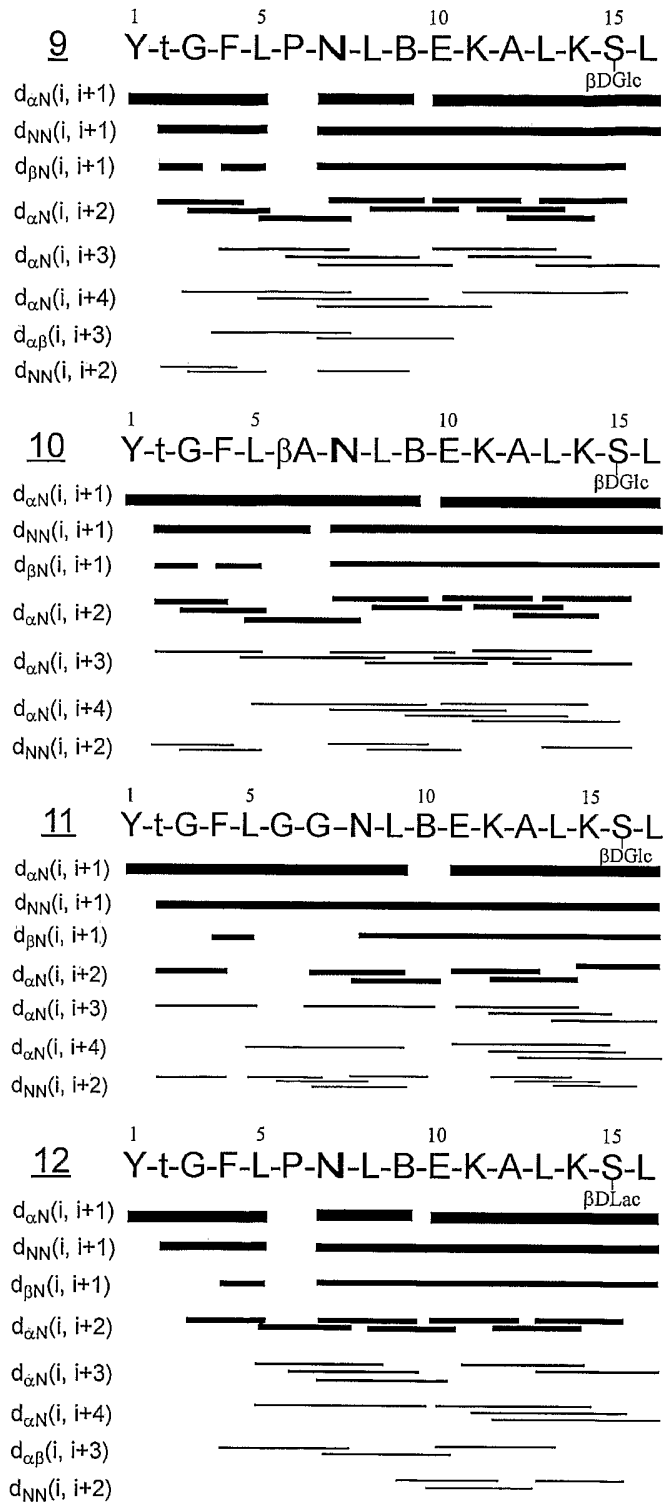 1 5 10 15
9 Y-t-G-F-L-P-N-L-B-E-K-A-L-K-S-L
βDGlc
dαN(i, i+1)
dNN(i, i+1)
dβN(i, i+1)
dαN(i, i+2)
dαN(i, i+3)
dαN(i, i+4)
dαβ(i, i+3)
dNN(i, i+2)
1 5 10 15
10 Y-t-G-F-L-βA-N-L-B-E-K-A-L-K-S-L
βDGlc
dαN(i, i+1)
dNN(i, i+1)
dβN(i, i+1)
dαN(i, i+2)
dαN(i, i+3)
dαN(i, i+4)
dNN(i, i+2)
1 5 10 15
11 Y-t-G-F-L-G-G-N-L-B-E-K-A-L-K-S-L
βDGlc
dαN(i, i+1)
dNN(i, i+1)
dβN(i, i+1)
dαN(i, i+2)
dαN(i, i+3)
dαN(i, i+4)
dNN(i, i+2)
1 5 10 15
12 Y-t-G-F-L-P-N-L-B-E-K-A-L-K-S-L
βDLac
dαN(i, i+1)
dNN(i, i+1)
dβN(i, i+1)
dαN(i, i+2)
dαN(i, i+3)
dαN(i, i+4)
dαβ(i, i+3)
dNN(i, i+2)